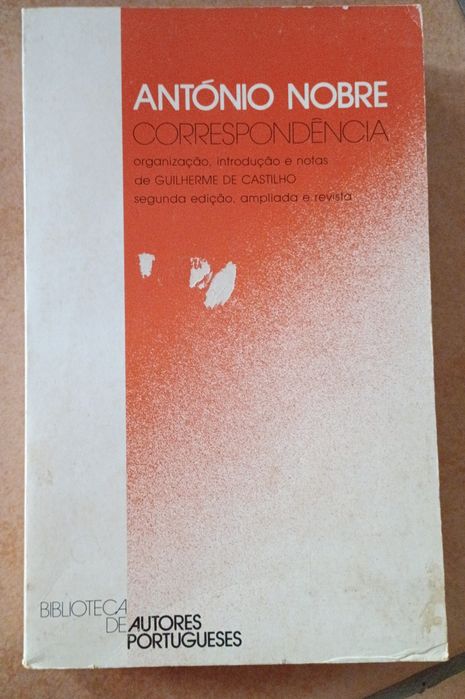 ANTÓNIO NOBRE
CORRESPONDÊNCIA
organização, introdução e notas
de GUILHERME DE CASTILHO
segunda edição, ampliada e revista
BIBLIOTECA
DE AUTORES
PORTUGUESES